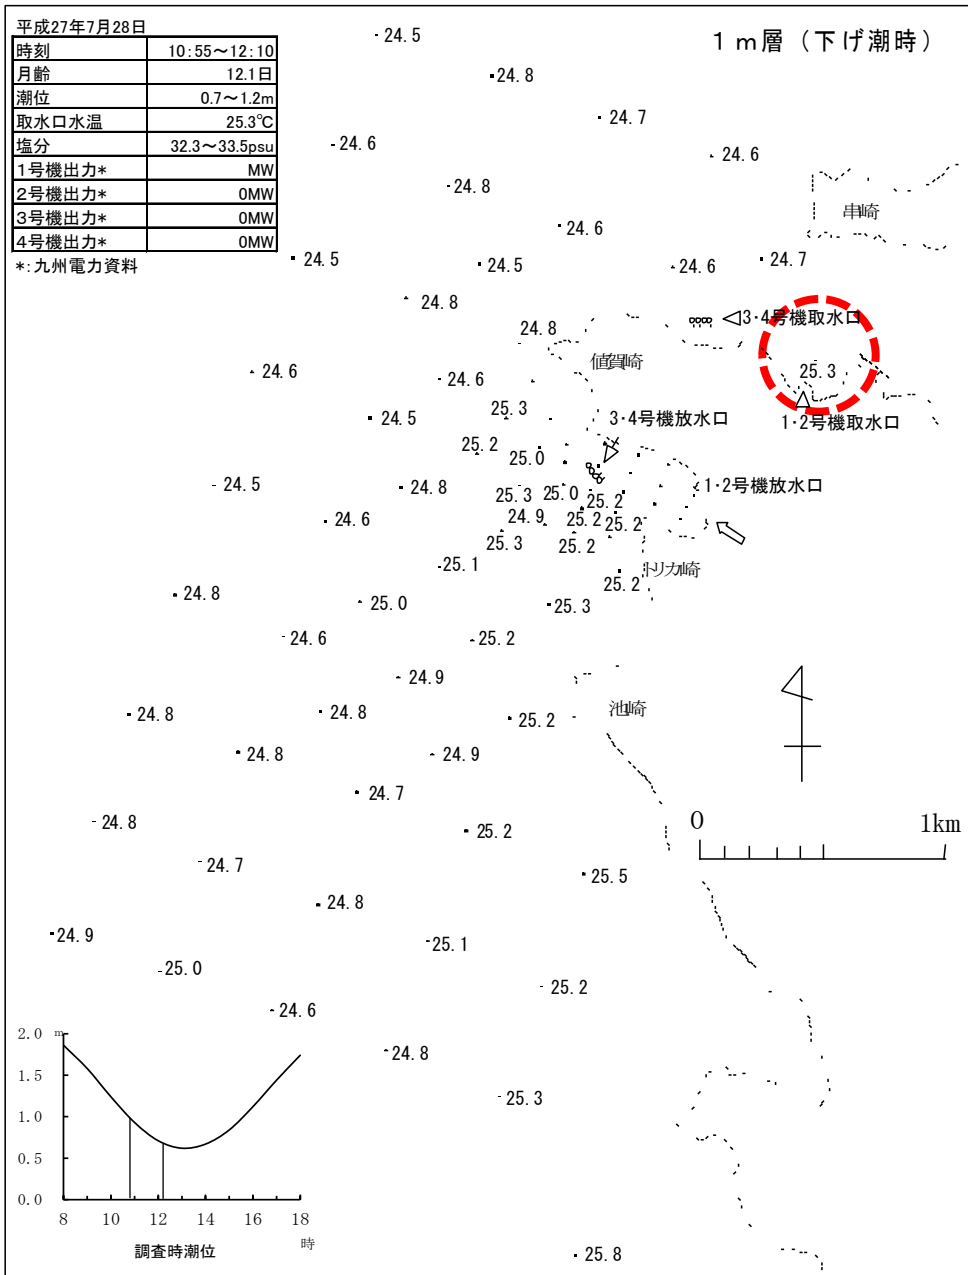 平成27年7月28日
時刻 10:55～12:10
月齢 12.1日
潮位 0.7～1.2m
取水口水温 25.3℃
塩分 32.3～33.5psu
1号機出力* MW
2号機出力* 0MW
3号機出力* 0MW
4号機出力* 0MW
*:九州電力資料
1m層(下げ潮時)
24.5
24.8
24.7
24.6
24.6
24.8
串崎
24.6
24.5
24.5
24.6
24.7
24.8
3・4号機取水口
24.8
値賀崎
24.6
24.6
25.3
25.3
24.5
3・4号機放水口
1・2号機取水口
25.2
25.0
24.5
24.8
25.3
25.0
25.2
1・2号機放水口
24.6
24.9
25.2
25.2
25.3
25.2
25.1
トリカ崎
25.2
24.8
25.0
25.3
24.6
25.2
24.9
24.8
24.8
25.2
池崎
24.8
24.9
24.7
24.8
25.2
0 1km
24.7
25.5
24.8
24.9
25.1
25.0
25.2
24.6
2.0 m
24.8
1.5
25.3
1.0
0.5
0.0
8 10 12 14 16 18
時
調査時潮位
25.8